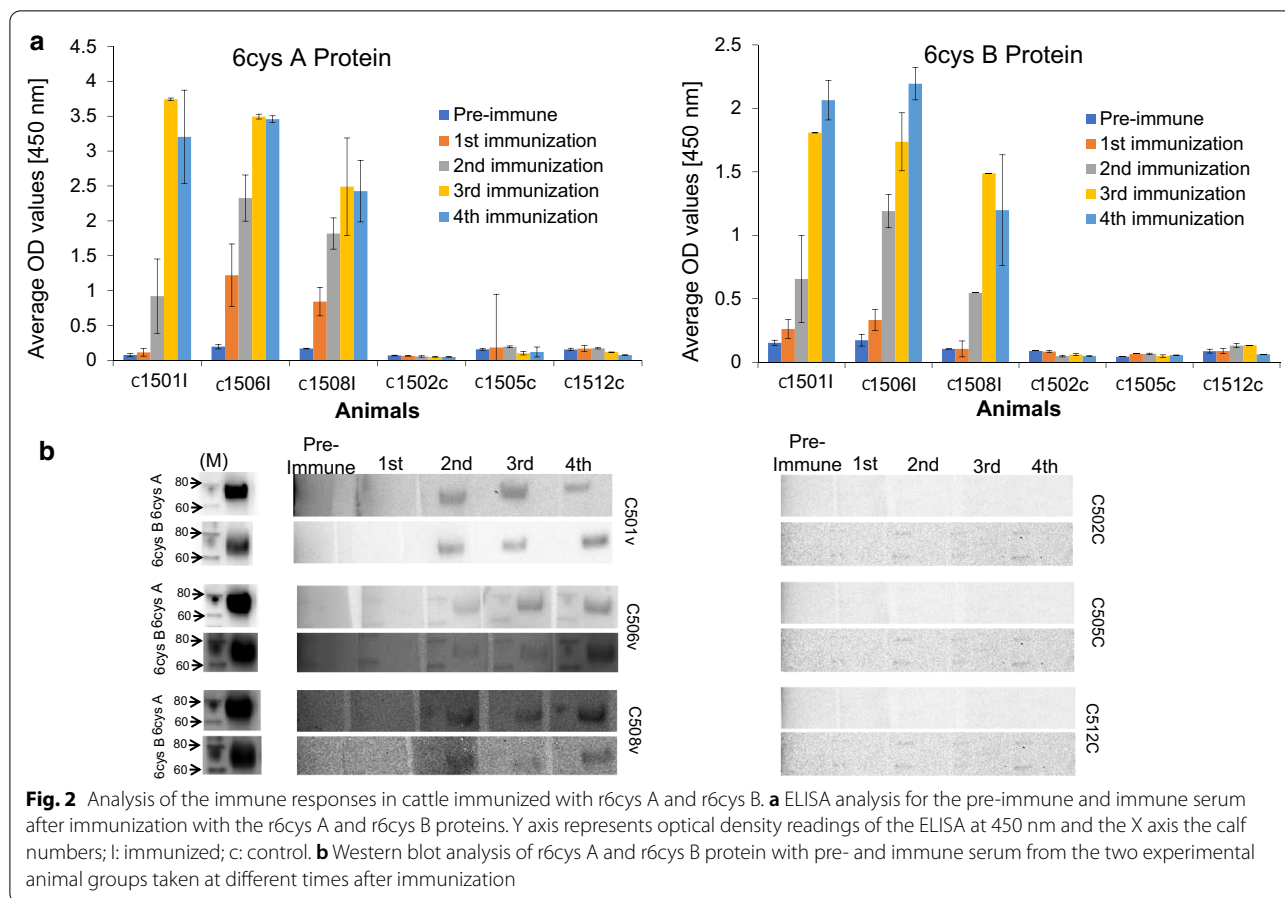 a
6cys A Protein
Average OD values [450 nm]
4.5
4
3.5
3
2.5
2
1.5
1
0.5
0
Pre-immune
1st immunization
2nd immunization
3rd immunization
4th immunization
c1501I
c1506I
c1508I
c1502c
c1505c
c1512c
Animals
6cys B Protein
Average OD values [450 nm]
2.5
2
1.5
1
0.5
0
Pre-immune
1st immunization
2nd immunization
3rd immunization
4th immunization
c1501I
c1506I
c1508I
c1502c
c1505c
c1512c
Animals
b
(M)
Pre-
Immune 1st 2nd 3rd 4th
6cys A
80
60
6cys B
80
60
C501v
6cys A
80
60
6cys B
80
60
C506v
6cys A
80
60
6cys B
80
60
C508v
Pre-
Immune 1st 2nd 3rd 4th
C502C
C505C
C512C
Fig. 2 Analysis of the immune responses in cattle immunized with r6cys A and r6cys B. a ELISA analysis for the pre-immune and immune serum
after immunization with the r6cys A and r6cys B proteins. Y axis represents optical density readings of the ELISA at 450 nm and the X axis the calf
numbers; I: immunized; c: control. b Western blot analysis of r6cys A and r6cys B protein with pre- and immune serum from the two experimental
animal groups taken at different times after immunization